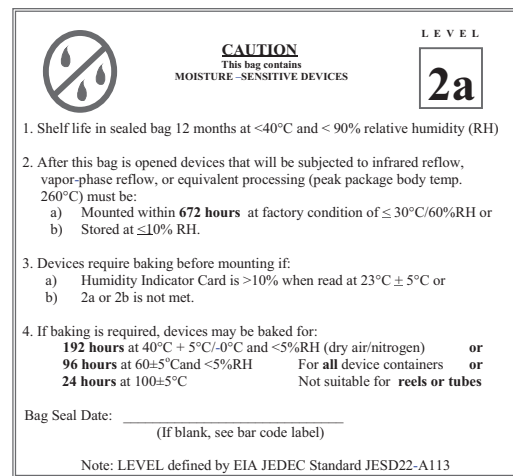 LEVEL
CAUTION
This bag contains
MOISTURE –SENSITIVE DEVICES
2a
1. Shelf life in sealed bag 12 months at <40°C and < 90% relative humidity (RH)
2. After this bag is opened devices that will be subjected to infrared reflow,
vapor-phase reflow, or equivalent processing (peak package body temp.
260°C) must be:
a) Mounted within 672 hours at factory condition of ≤ 30°C/60%RH or
b) Stored at ≤10% RH.
3. Devices require baking before mounting if:
a) Humidity Indicator Card is >10% when read at 23°C ± 5°C or
b) 2a or 2b is not met.
4. If baking is required, devices may be baked for:
192 hours at 40°C + 5°C/-0°C and <5%RH (dry air/nitrogen) or
96 hours at 60±5°Cand <5%RH For all device containers or
24 hours at 100±5°C Not suitable for reels or tubes
Bag Seal Date: ______________________________
(If blank, see bar code label)
Note: LEVEL defined by EIA JEDEC Standard JESD22-A113